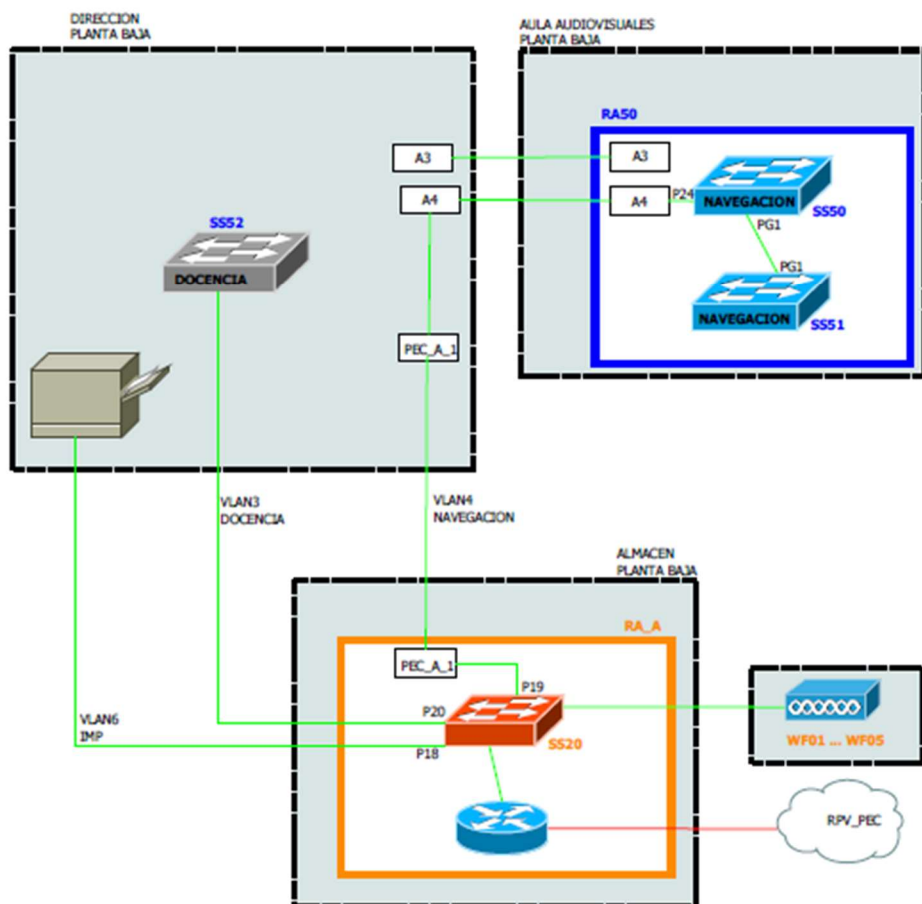 DIRECCION
PLANTA BAJA
AULA AUDIOVISUALES
PLANTA BAJA
RA50
A3
A3
A4
A4
P24
NAVEGACION
SS50
PG1
SS52
DOCENCIA
PG1
NAVEGACION
SS51
PEC_A_1
VLAN3
DOCENCIA
VLAN4
NAVEGACION
ALMACEN
PLANTA BAJA
RA_A
PEC_A_1
P19
P20
VLAN6
IMP
P18
SS20
WF01 ... WF05
RPV_PEC